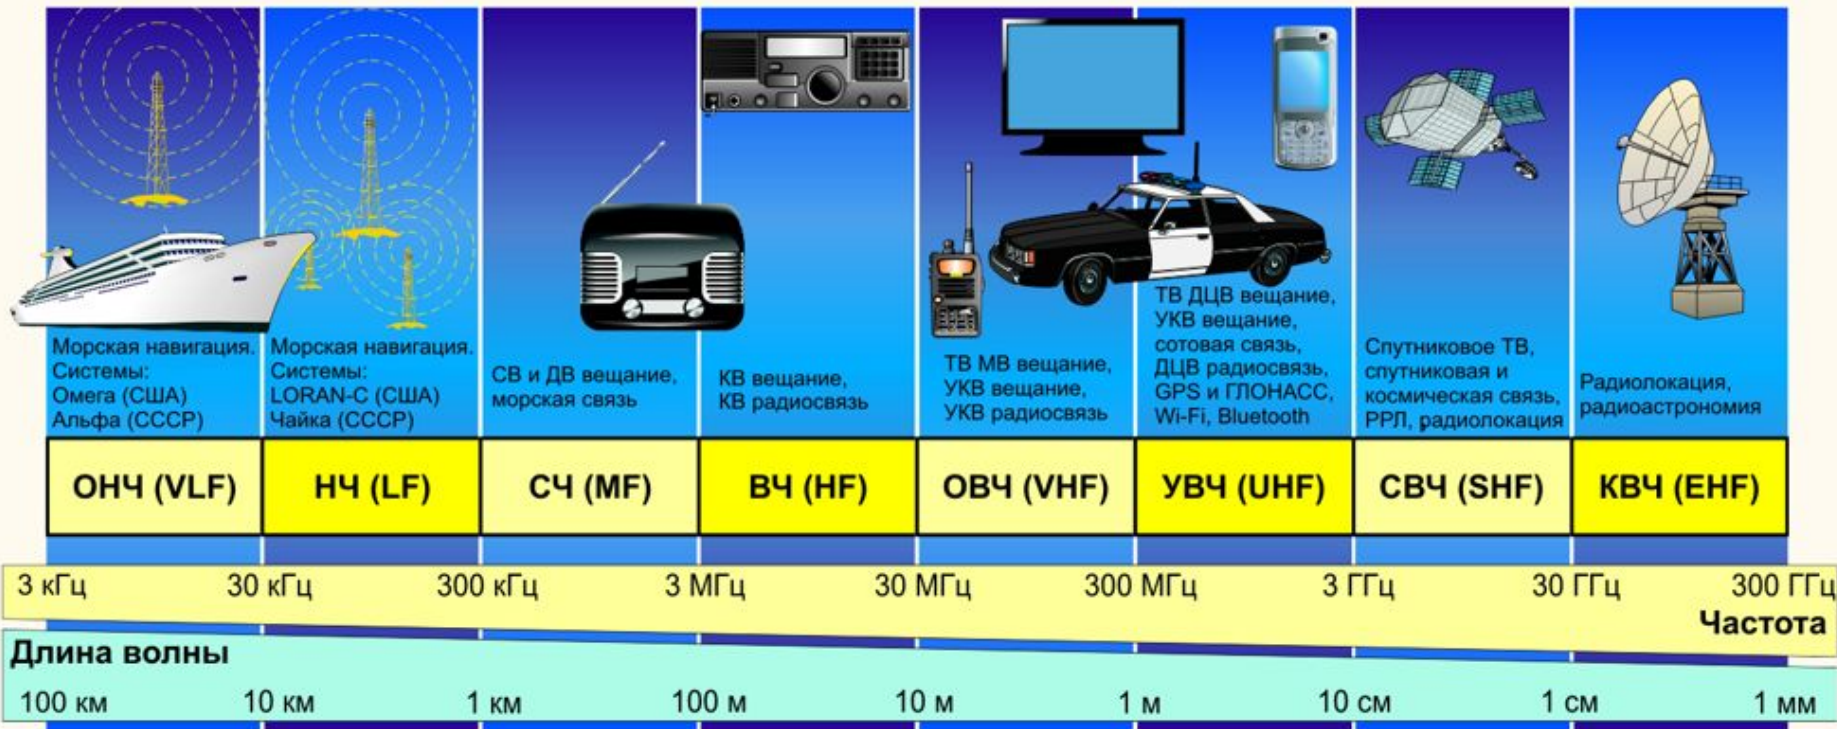 Морская навигация.
Системы:
Омега (США)
Альфа (СССР)
Морская навигация.
Системы:
LORAN-C (США)
Чайка (СССР)
СВ и ДВ вещание,
морская связь
КВ вещание,
КВ радиосвязь
ТВ МВ вещание,
УКВ вещание,
УКВ радиосвязь
ТВ ДЦВ вещание,
УКВ вещание,
сотовая связь,
ДЦВ радиосвязь,
GPS и ГЛОНАСС,
Wi-Fi, Bluetooth
Спутниковое ТВ,
спутниковая и
космическая связь,
РРЛ, радиолокация
Радиолокация,
радиоастрономия
ОНЧ (VLF)
НЧ (LF)
СЧ (MF)
ВЧ (HF)
ОВЧ (VHF)
УВЧ (UHF)
СВЧ (SHF)
КВЧ (EHF)
3 кГц 30 кГц 300 кГц 3 МГц 30 МГц 300 МГц 3 ГГц 30 ГГц 300 ГГц
Частота
Длина волны
100 км 10 км 1 км 100 м 10 м 1 м 10 см 1 см 1 мм